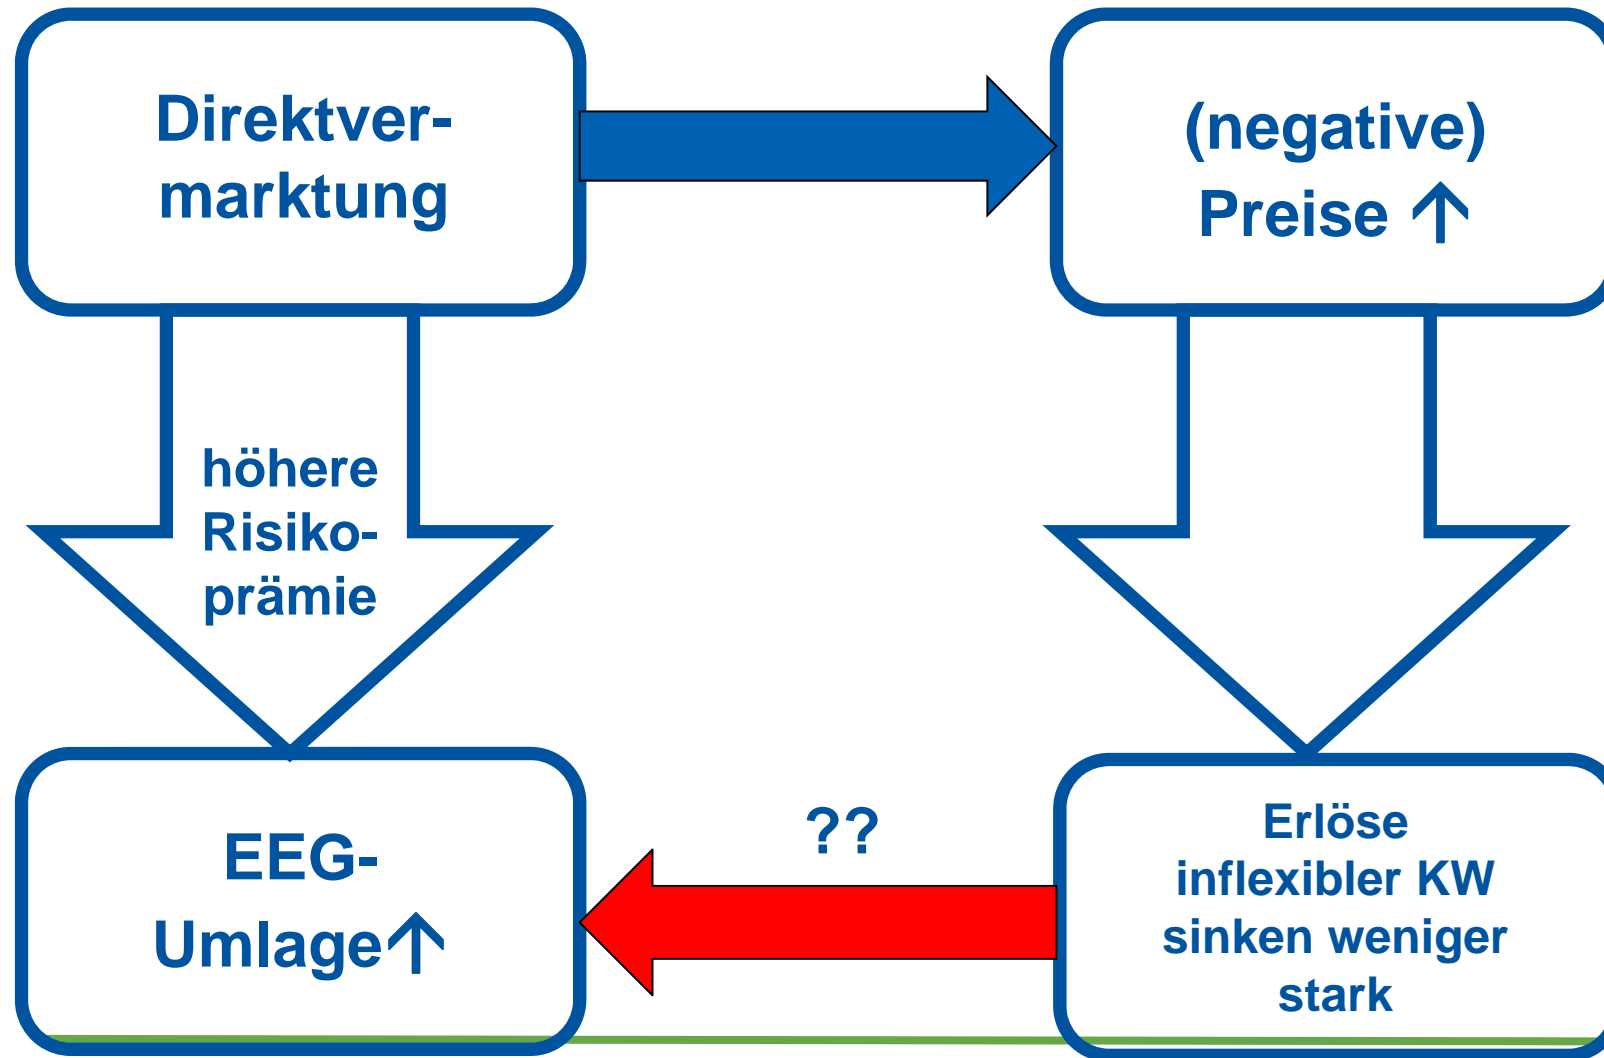 Direktver-
marktung
(negative)
Preise ↑
höhere
Risiko-
prämie
EEG-
Umlage↑
??
Erlöse
inflexibler KW
sinken weniger
stark